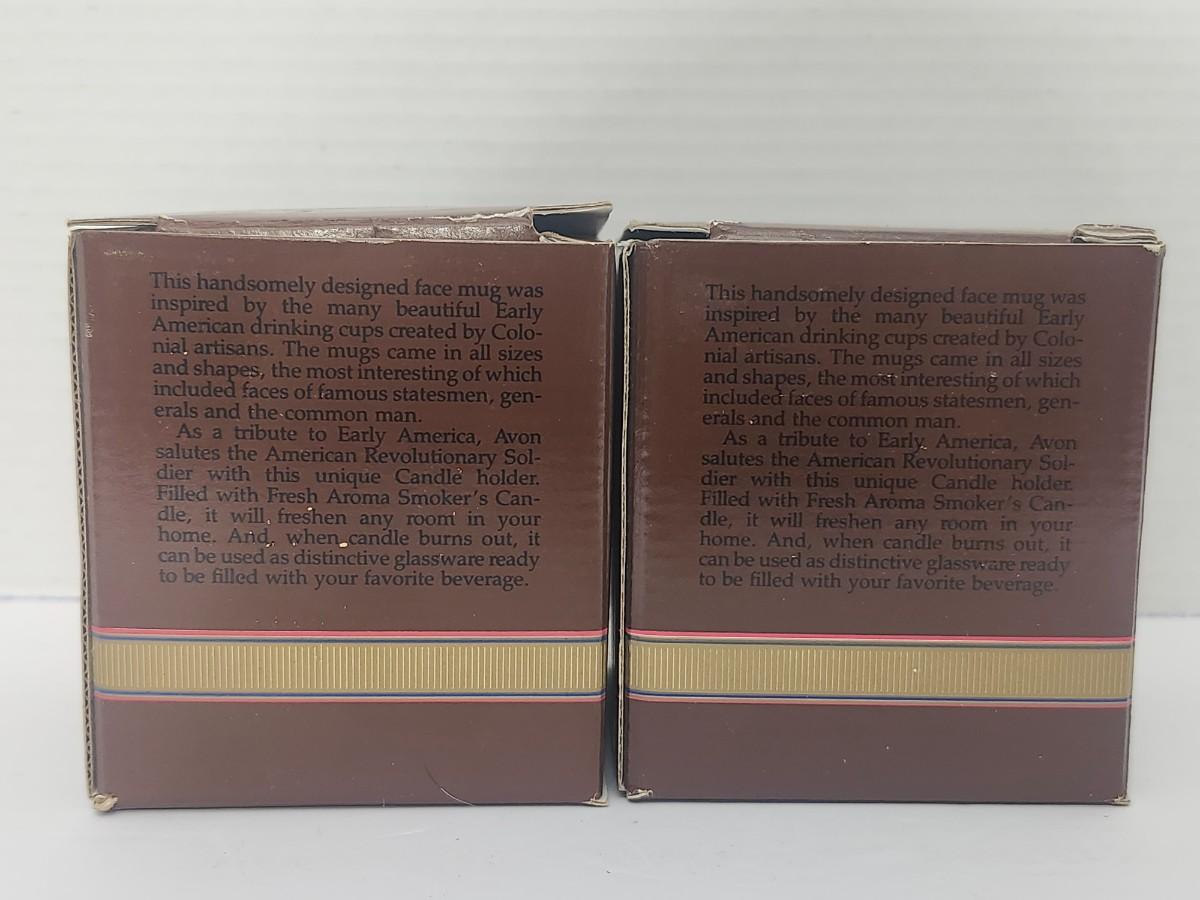 This handsomely designed face mug was
inspired by the many beautiful Early
American drinking cups created by Colo-
nial artisans. The mugs came in all sizes
and shapes, the most interesting of which
included faces of famous statesmen, gen-
erals and the common man.
As a tribute to Early America, Avon
salutes the American Revolutionary Sol-
dier with this unique Candle holder.
Filled with Fresh Aroma Smoker's Can-
dle, it will freshen any room in your
home. And, when candle burns out, it
can be used as distinctive glassware ready
to be filled with your favorite beverage.
This handsomely designed face mug was
inspired by the many beautiful Early
American drinking cups created by Colo-
nial artisans. The mugs came in all sizes
and shapes, the most interesting of which
included faces of famous statesmen, gen-
erals and the common man.
As a tribute to Early America, Avon
salutes the American Revolutionary Sol-
dier with this unique Candle holder.
Filled with Fresh Aroma Smoker's Can-
dle, it will freshen any room in your
home. And, when candle burns out, it
can be used as distinctive glassware ready
to be filled with your favorite beverage.